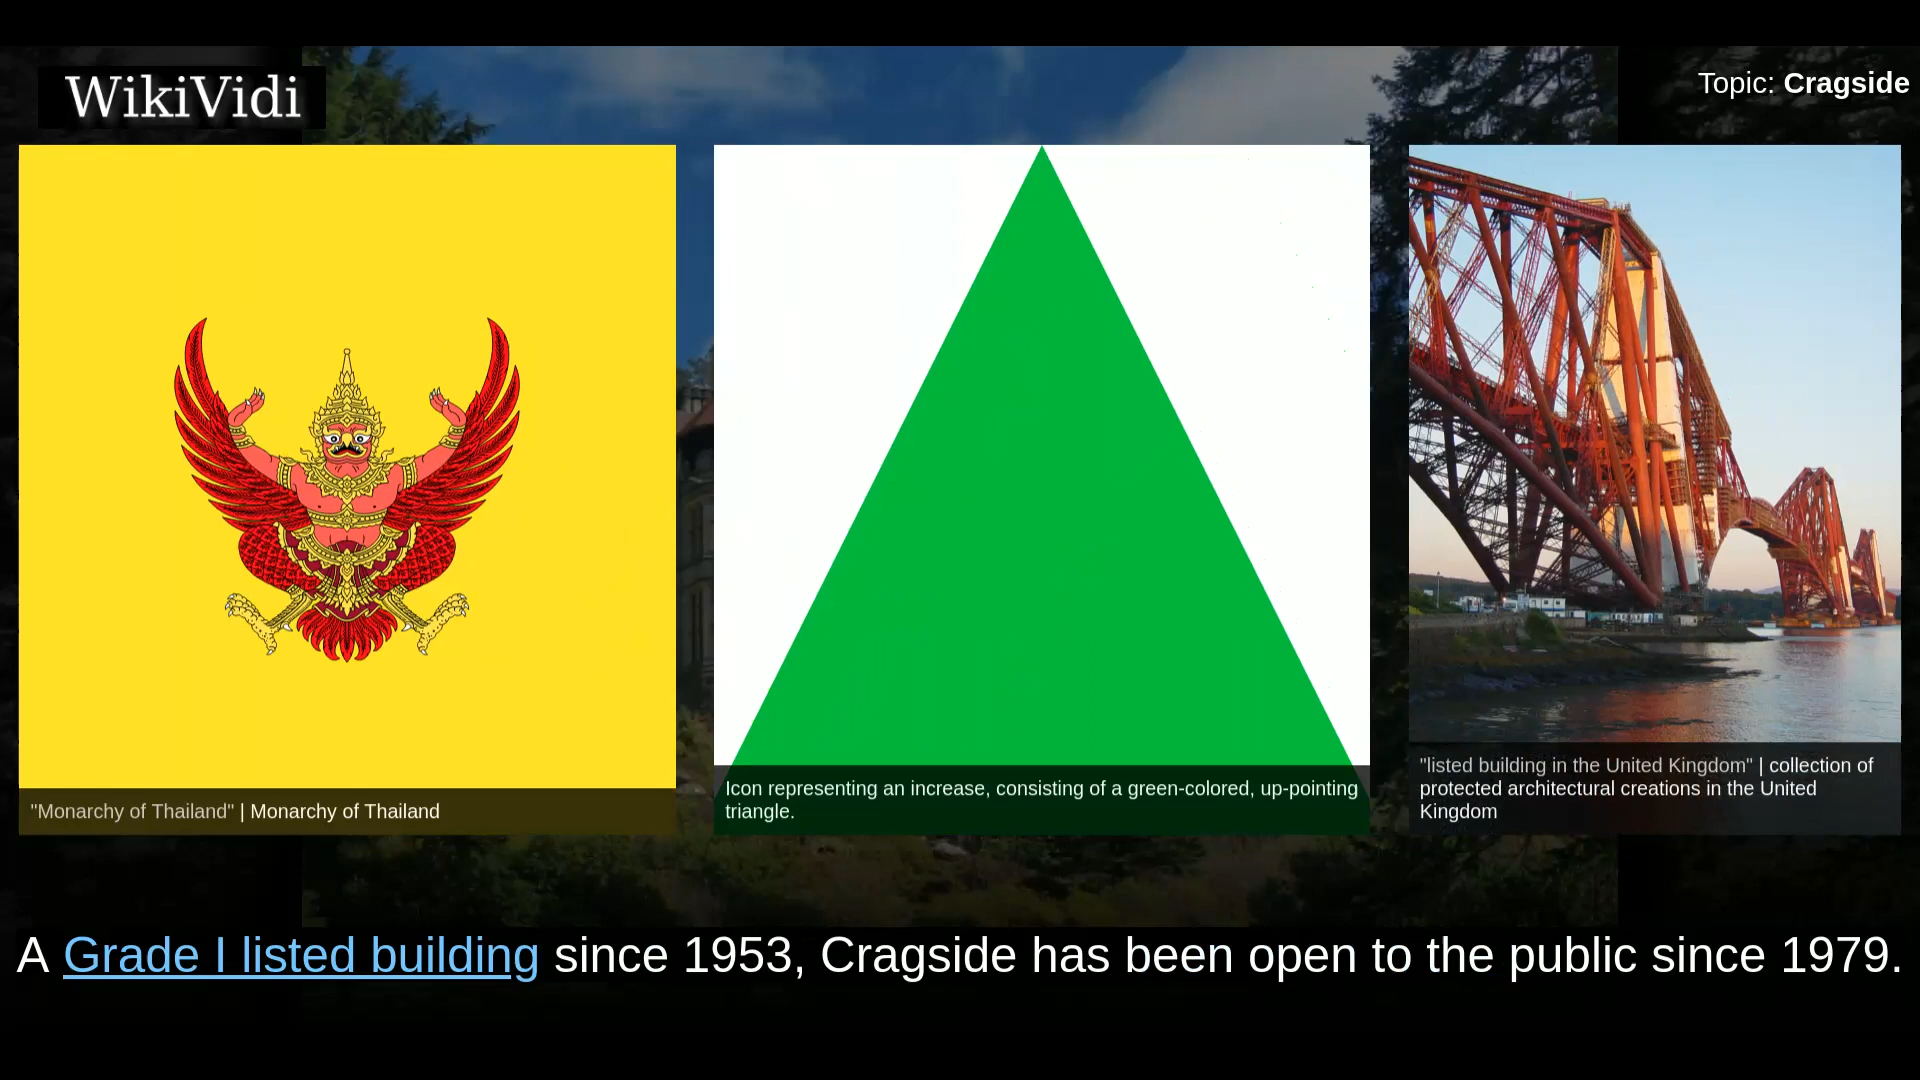 WikiVidi
Topic: Cragside
"Monarchy of Thailand" | Monarchy of Thailand
Icon representing an increase, consisting of a green-colored, up-pointing
triangle.
"listed building in the United Kingdom" | collection of
protected architectural creations in the United
Kingdom
A Grade I listed building since 1953, Cragside has been open to the public since 1979.